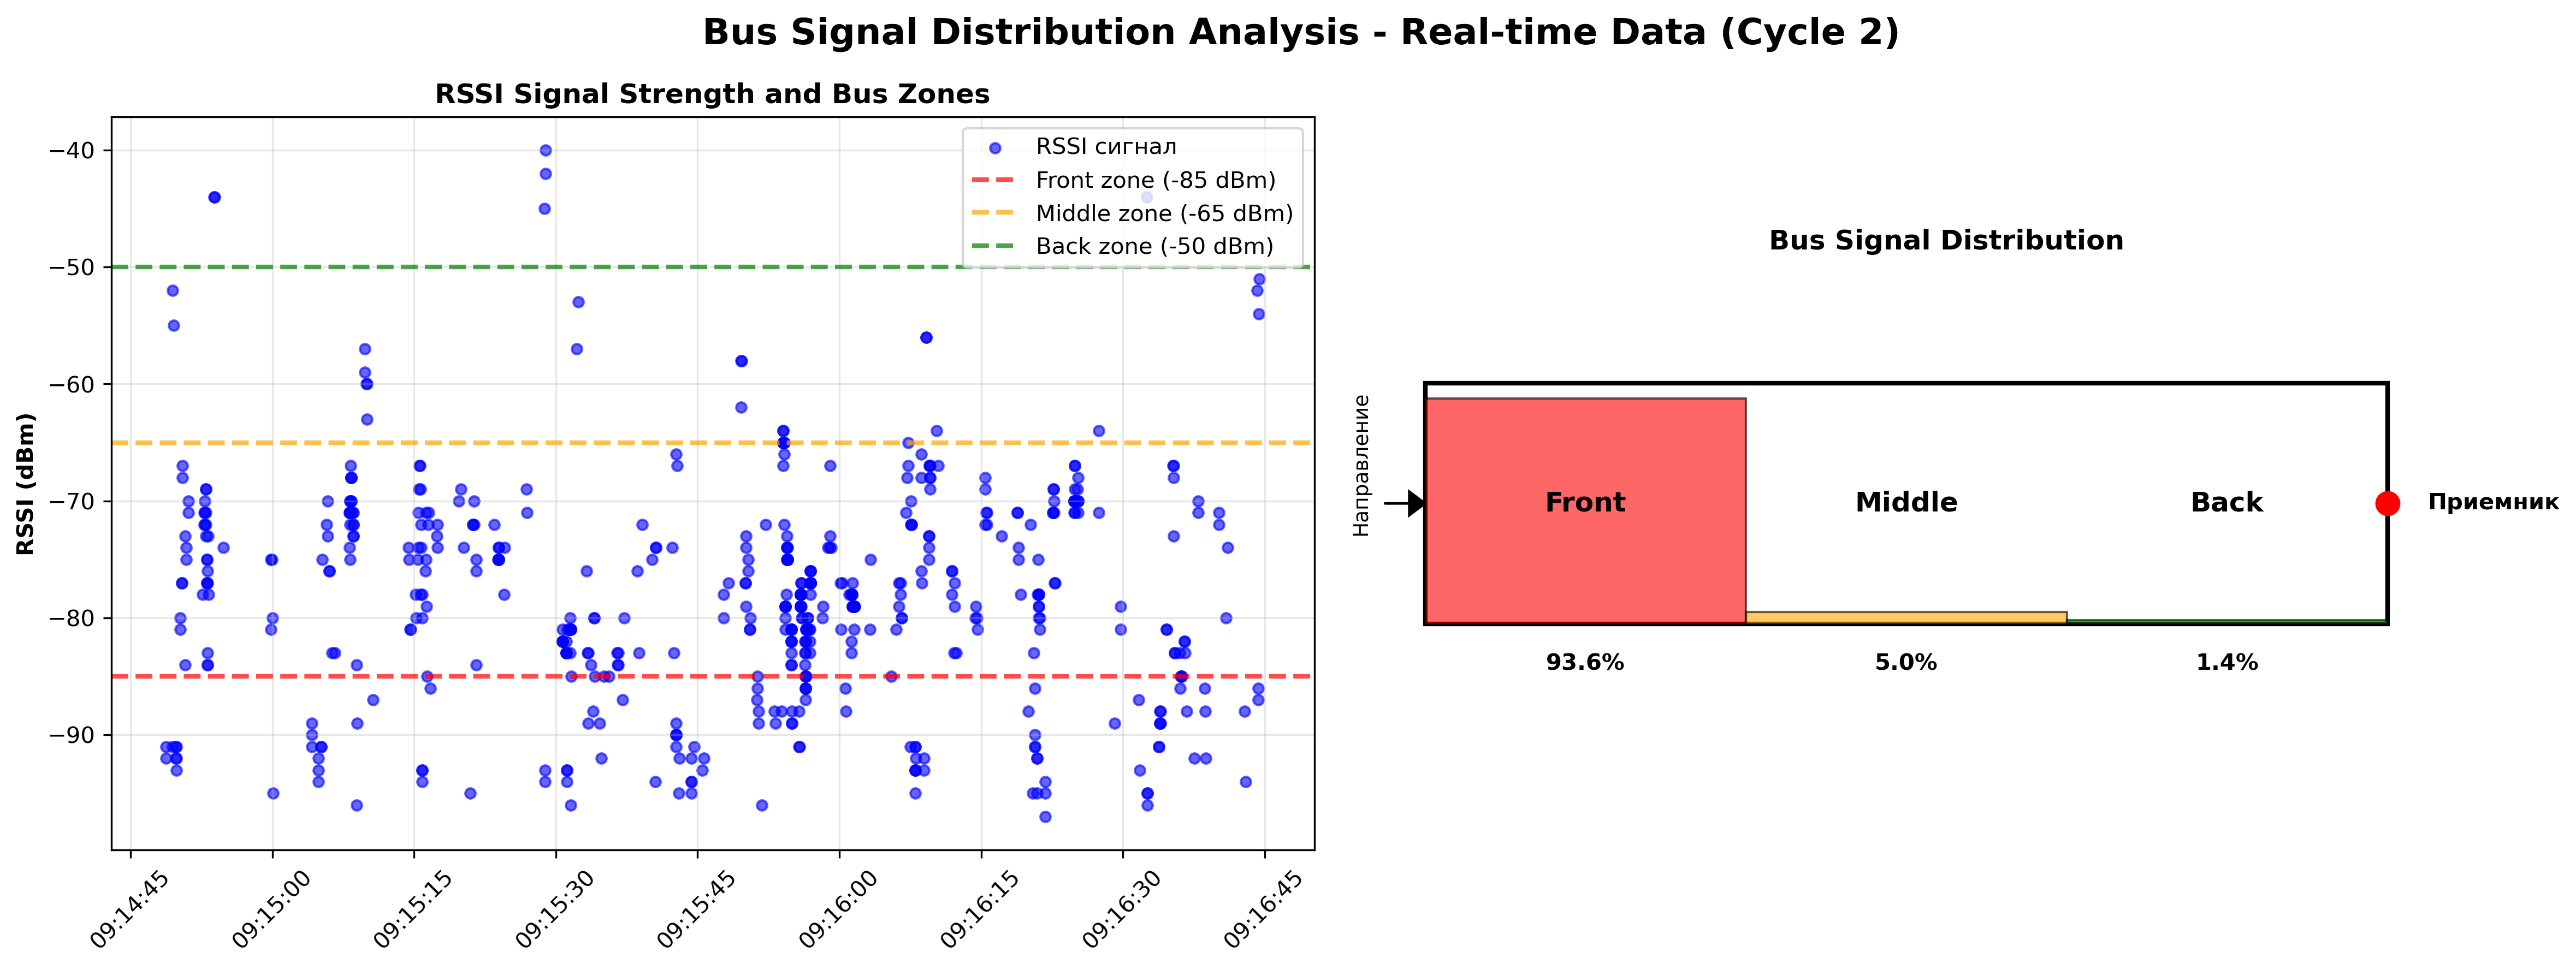 Bus Signal Distribution Analysis - Real-time Data (Cycle 2)
RSSI Signal Strength and Bus Zones
RSSI (dBm)
−40
−50
−60
−70
−80
−90
RSSI сигнал
Front zone (-85 dBm)
Middle zone (-65 dBm)
Back zone (-50 dBm)
09:14:45
09:15:00
09:15:15
09:15:30
09:15:45
09:16:00
09:16:15
09:16:30
09:16:45
Bus Signal Distribution
Направление
Front
Middle
Back
Приемник
93.6%
5.0%
1.4%